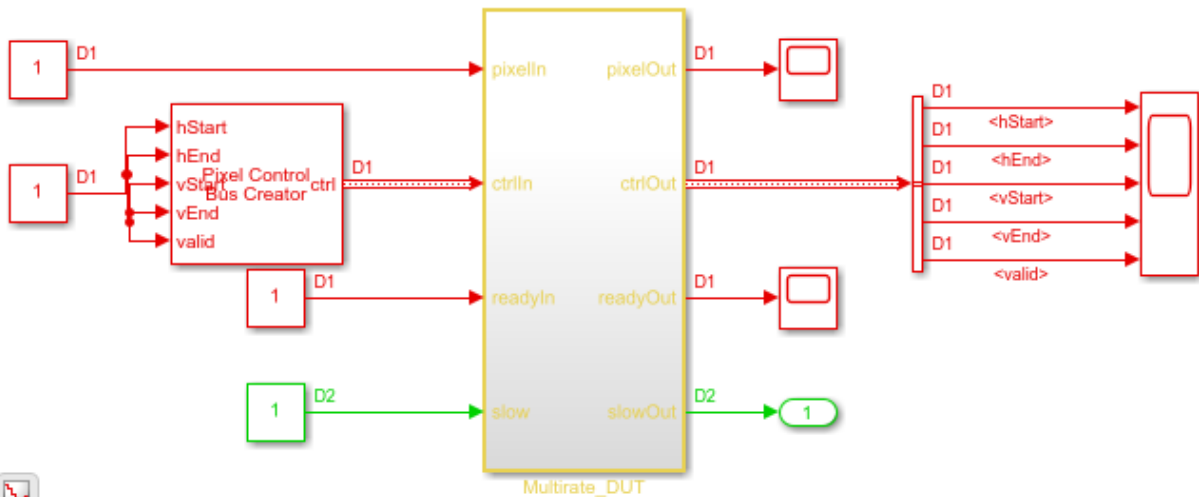 1
D1
pixelIn
pixelOut
D1
1
D1
hStart
hEnd
vStart
vEnd
valid
Pixel Control
Bus Creator
ctrl
D1
ctrlIn
ctrlOut
D1
D1
<hStart>
D1
<hEnd>
D1
<vStart>
D1
<vEnd>
D1
<valid>
1
D1
readyIn
readyOut
D1
1
D2
slow
slowOut
D2
1
Multirate_DUT